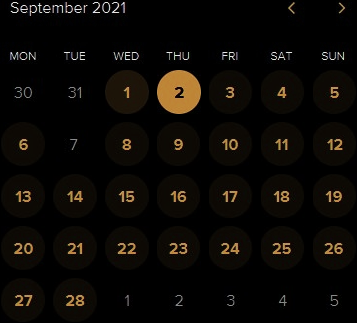 September 2021
MON TUE WED THU FRI SAT SUN
30 31 1 2 3 4 5
6 7 8 9 10 11 12
13 14 15 16 17 18 19
20 21 22 23 24 25 26
27 28 1 2 3 4 5